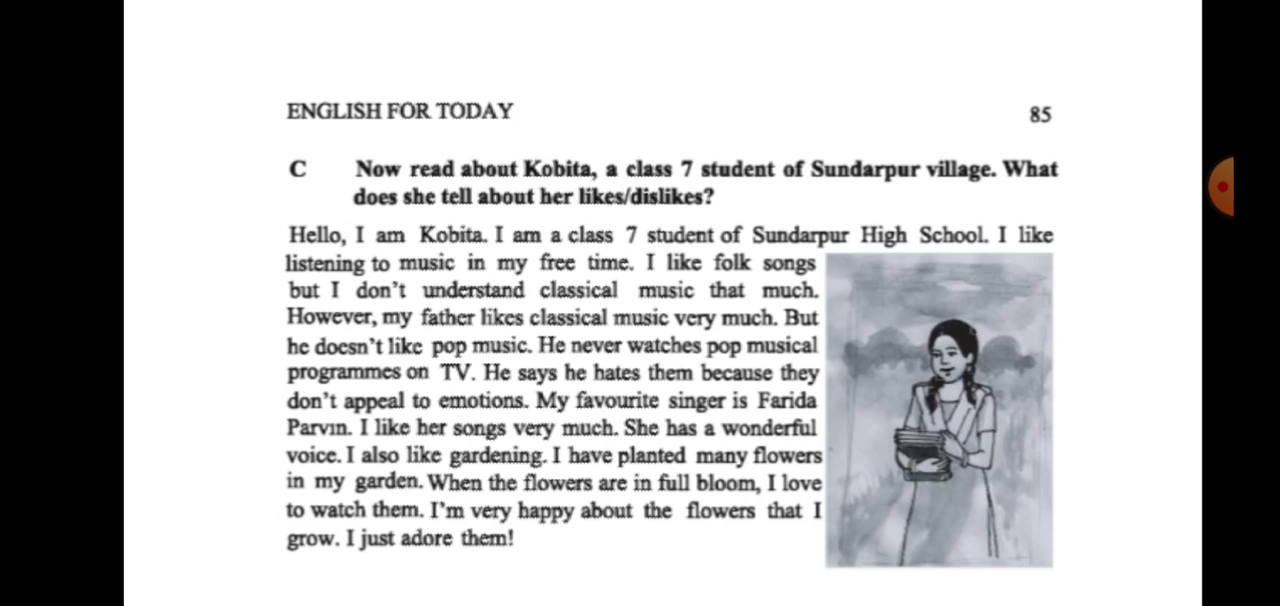 ENGLISH FOR TODAY 85
C Now read about Kobita, a class 7 student of Sundarpur village. What
does she tell about her likes/dislikes?
Hello, I am Kobita. I am a class 7 student of Sundarpur High School. I like
listening to music in my free time. I like folk songs
but I don't understand classical music that much.
However, my father likes classical music very much. But
he doesn't like pop music. He never watches pop musical
programmes on TV. He says he hates them because they
don't appeal to emotions. My favourite singer is Farida
Parvin. I like her songs very much. She has a wonderful
voice. I also like gardening. I have planted many flowers
in my garden. When the flowers are in full bloom, I love
to watch them. I'm very happy about the flowers that I
grow. I just adore them!